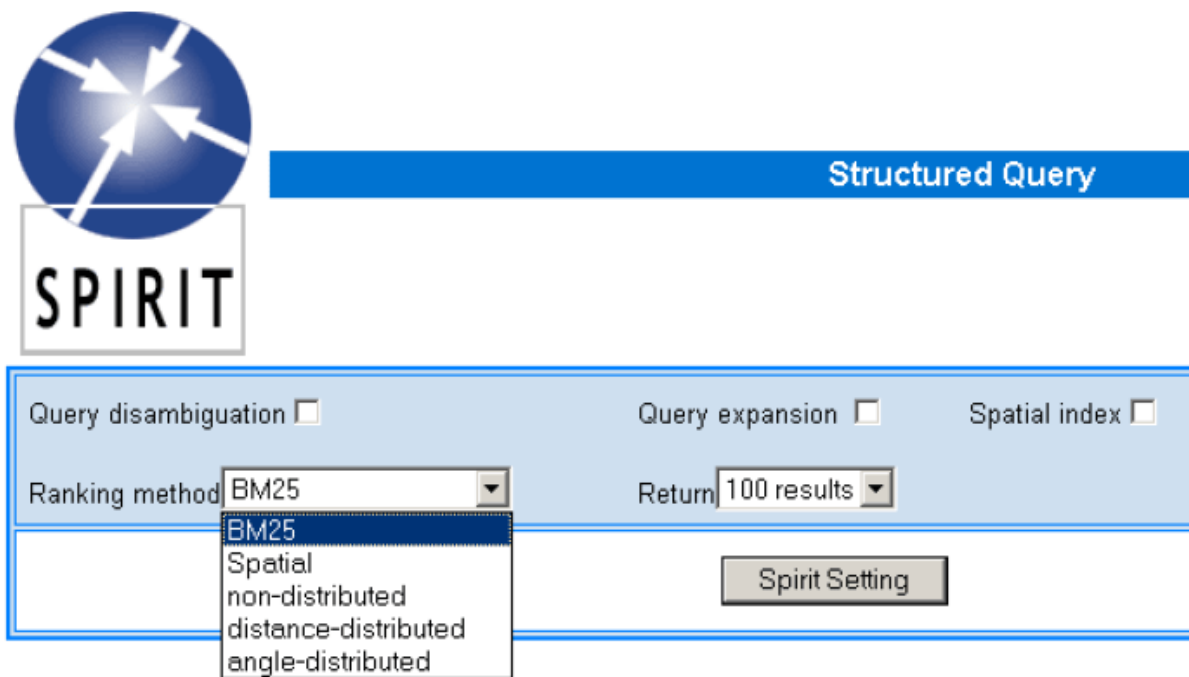 Structured Query
SPIRIT
Query disambiguation Query expansion Spatial index
Ranking method BM25 Return 100 results
BM25
Spatial
non-distributed
distance-distributed
angle-distributed
Spirit Setting